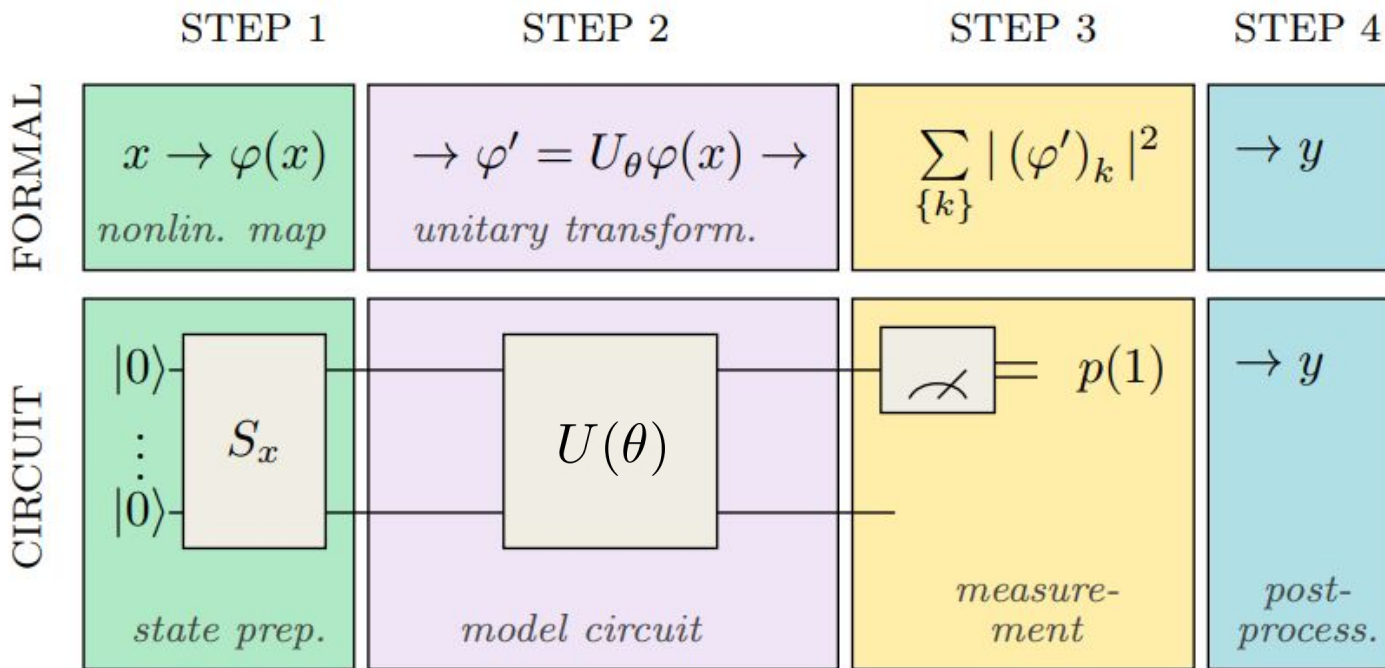 STEP 1 STEP 2 STEP 3 STEP 4
FORMAL
x → φ(x) → φ′ = U_θφ(x) → ∑_{{k}} | (φ′)_k |² → y
nonlin. map unitary transform.
CIRCUIT
|0⟩ p(1) → y
⋮ S_x U(θ)
|0⟩
state prep. model circuit measure-
ment post-
process.